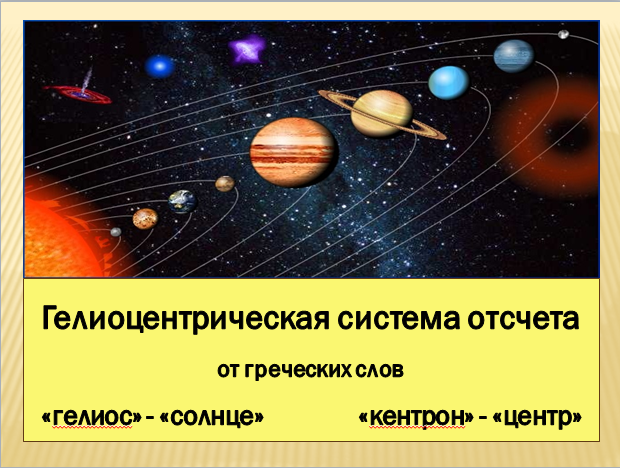 Гелиоцентрическая система отсчета
от греческих слов
«гелиос» - «солнце» «кентрон» - «центр»